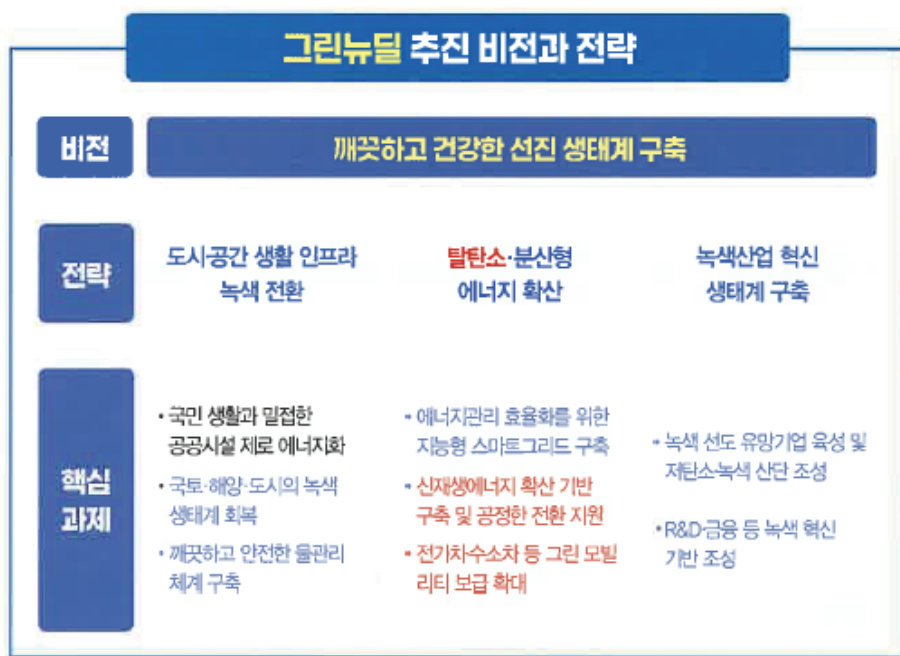 그린뉴딜 추진 비전과 전략
비전
깨끗하고 건강한 선진 생태계 구축
전략
도시공간 생활 인프라
녹색 전환
탈탄소·분산형
에너지 확산
녹색산업 혁신
생태계 구축
핵심
과제
• 국민 생활과 밀접한
공공시설 제로 에너지화
• 국토·해양·도시의 녹색
생태계 회복
• 깨끗하고 안전한 물관리
체계 구축
• 에너지관리 효율화를 위한
지능형 스마트그리드 구축
• 신재생에너지 확산 기반
구축 및 공정한 전환 지원
• 전기차·수소차 등 그린 모빌
리티 보급 확대
• 녹색 선도 유망기업 육성 및
저탄소·녹색 산단 조성
• R&D·금융 등 녹색 혁신
기반 조성